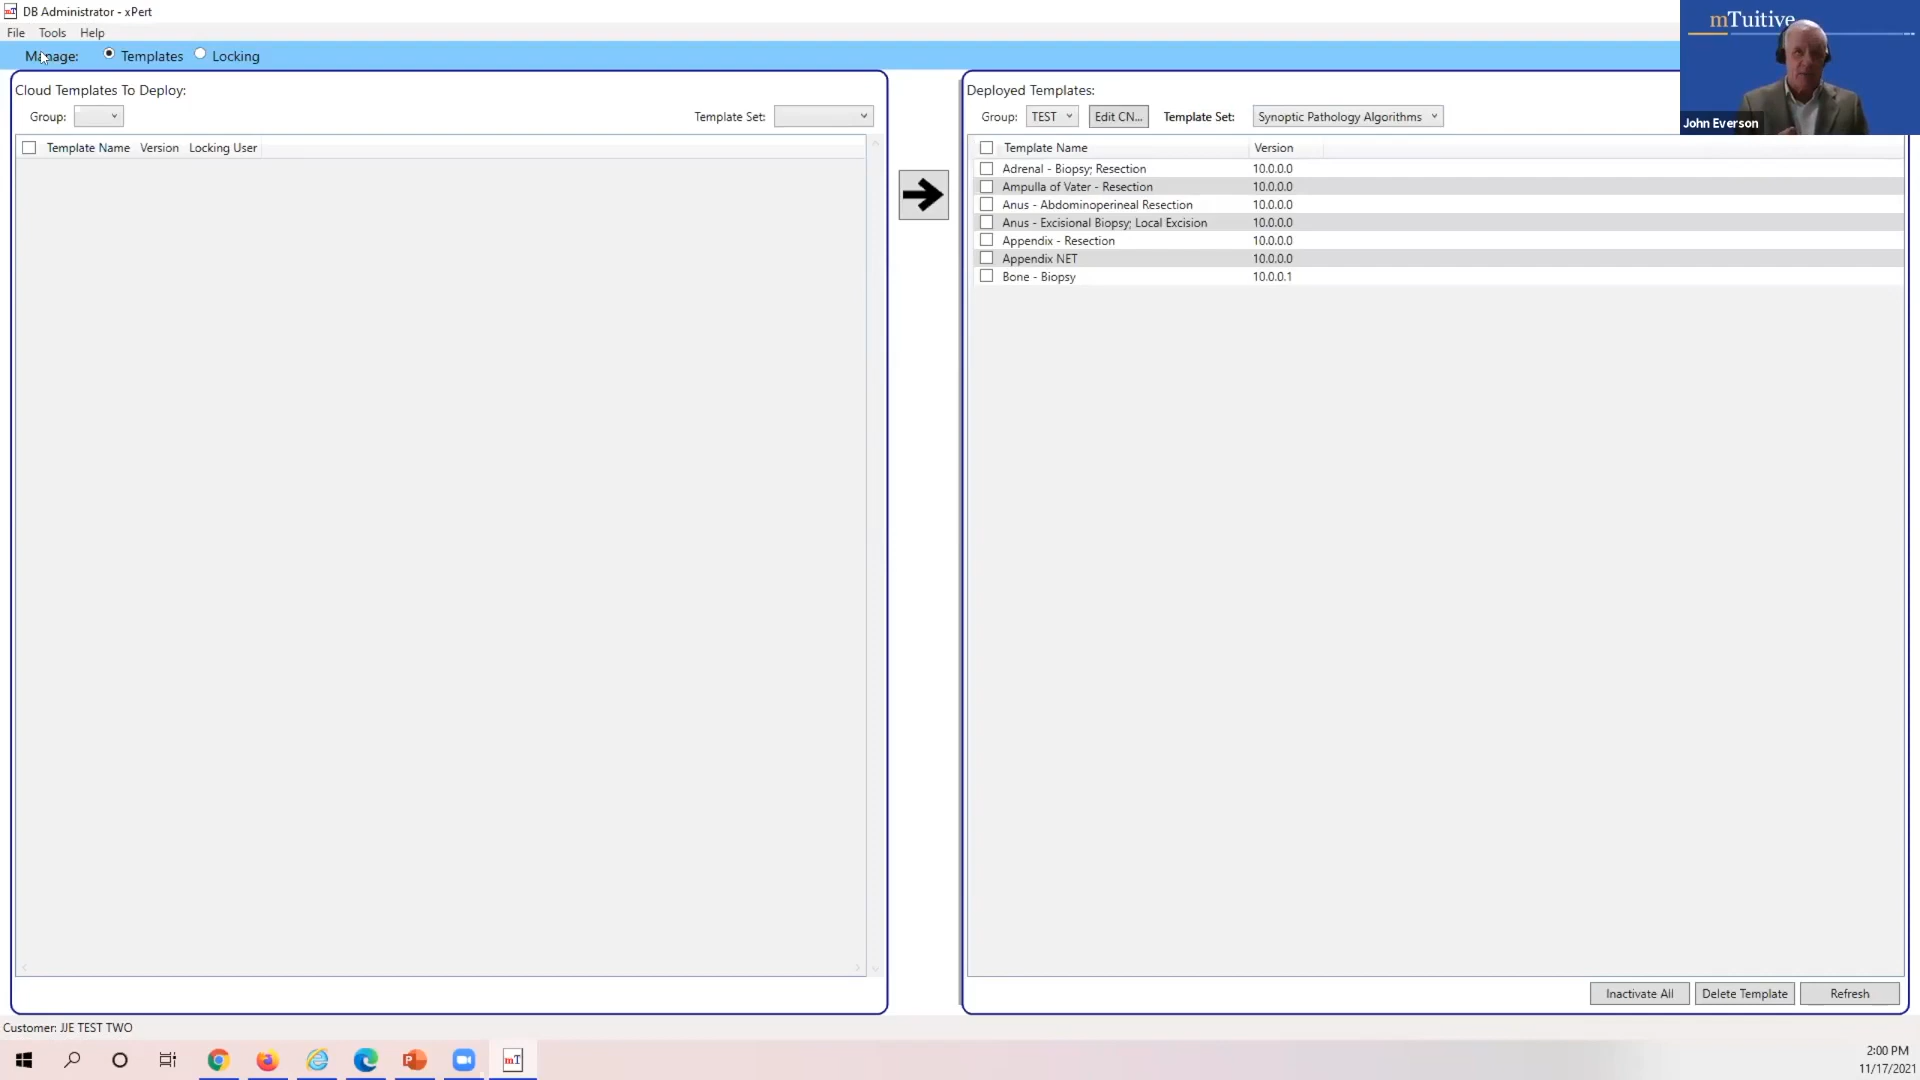 DB Administrator - xPert
File Tools Help
Manage: Templates Locking
mTuitive
John Everson
Cloud Templates To Deploy:
Group: Template Set:
Template Name Version Locking User
Deployed Templates:
Group: TEST Edit CN... Template Set: Synoptic Pathology Algorithms
Template Name Version
Adrenal - Biopsy; Resection 10.0.0.0
Ampulla of Vater - Resection 10.0.0.0
Anus - Abdominoperineal Resection 10.0.0.0
Anus - Excisional Biopsy; Local Excision 10.0.0.0
Appendix - Resection 10.0.0.0
Appendix NET 10.0.0.0
Bone - Biopsy 10.0.0.1
Inactivate All Delete Template Refresh
Customer: JJE TEST TWO
mT
2:00 PM
11/17/2021